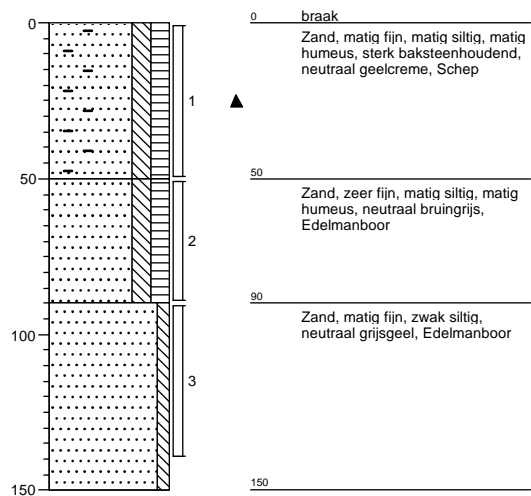 0
50
100
150
1
2
3
0
braak
Zand, matig fijn, matig siltig, matig
humeus, sterk baksteenhoudend,
neutraal geelcreme, Schep
50
Zand, zeer fijn, matig siltig, matig
humeus, neutraal bruingrijs,
Edelmanboor
90
Zand, matig fijn, zwak siltig,
neutraal grijsgeel, Edelmanboor
150